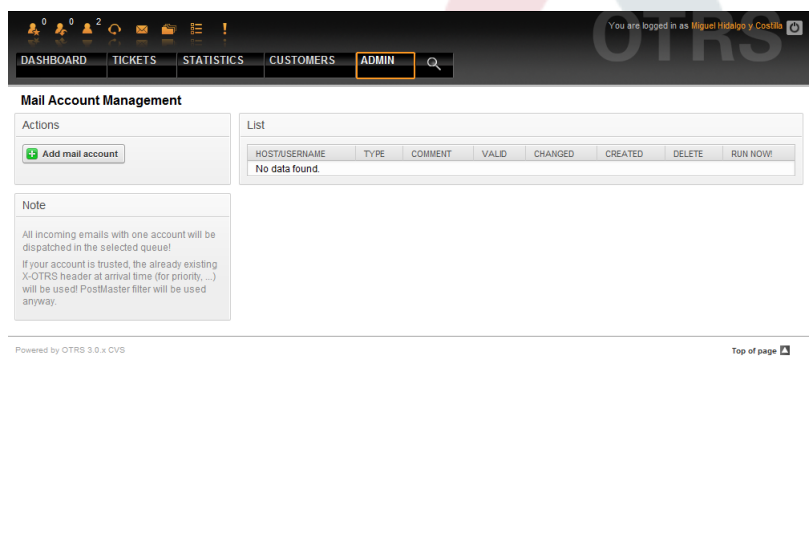 0 0 2
OTRS
You are logged in as Miguel Hidalgo y Costilla
DASHBOARD TICKETS STATISTICS CUSTOMERS ADMIN
Mail Account Management
Actions
Add mail account
List
HOST/USERNAME TYPE COMMENT VALID CHANGED CREATED DELETE RUN NOW!
No data found.
Note
All incoming emails with one account will be
dispatched in the selected queue!
If your account is trusted, the already existing
X-OTRS header at arrival time (for priority, ...)
will be used! PostMaster filter will be used
anyway.
Powered by OTRS 3.0.x CVS
Top of page